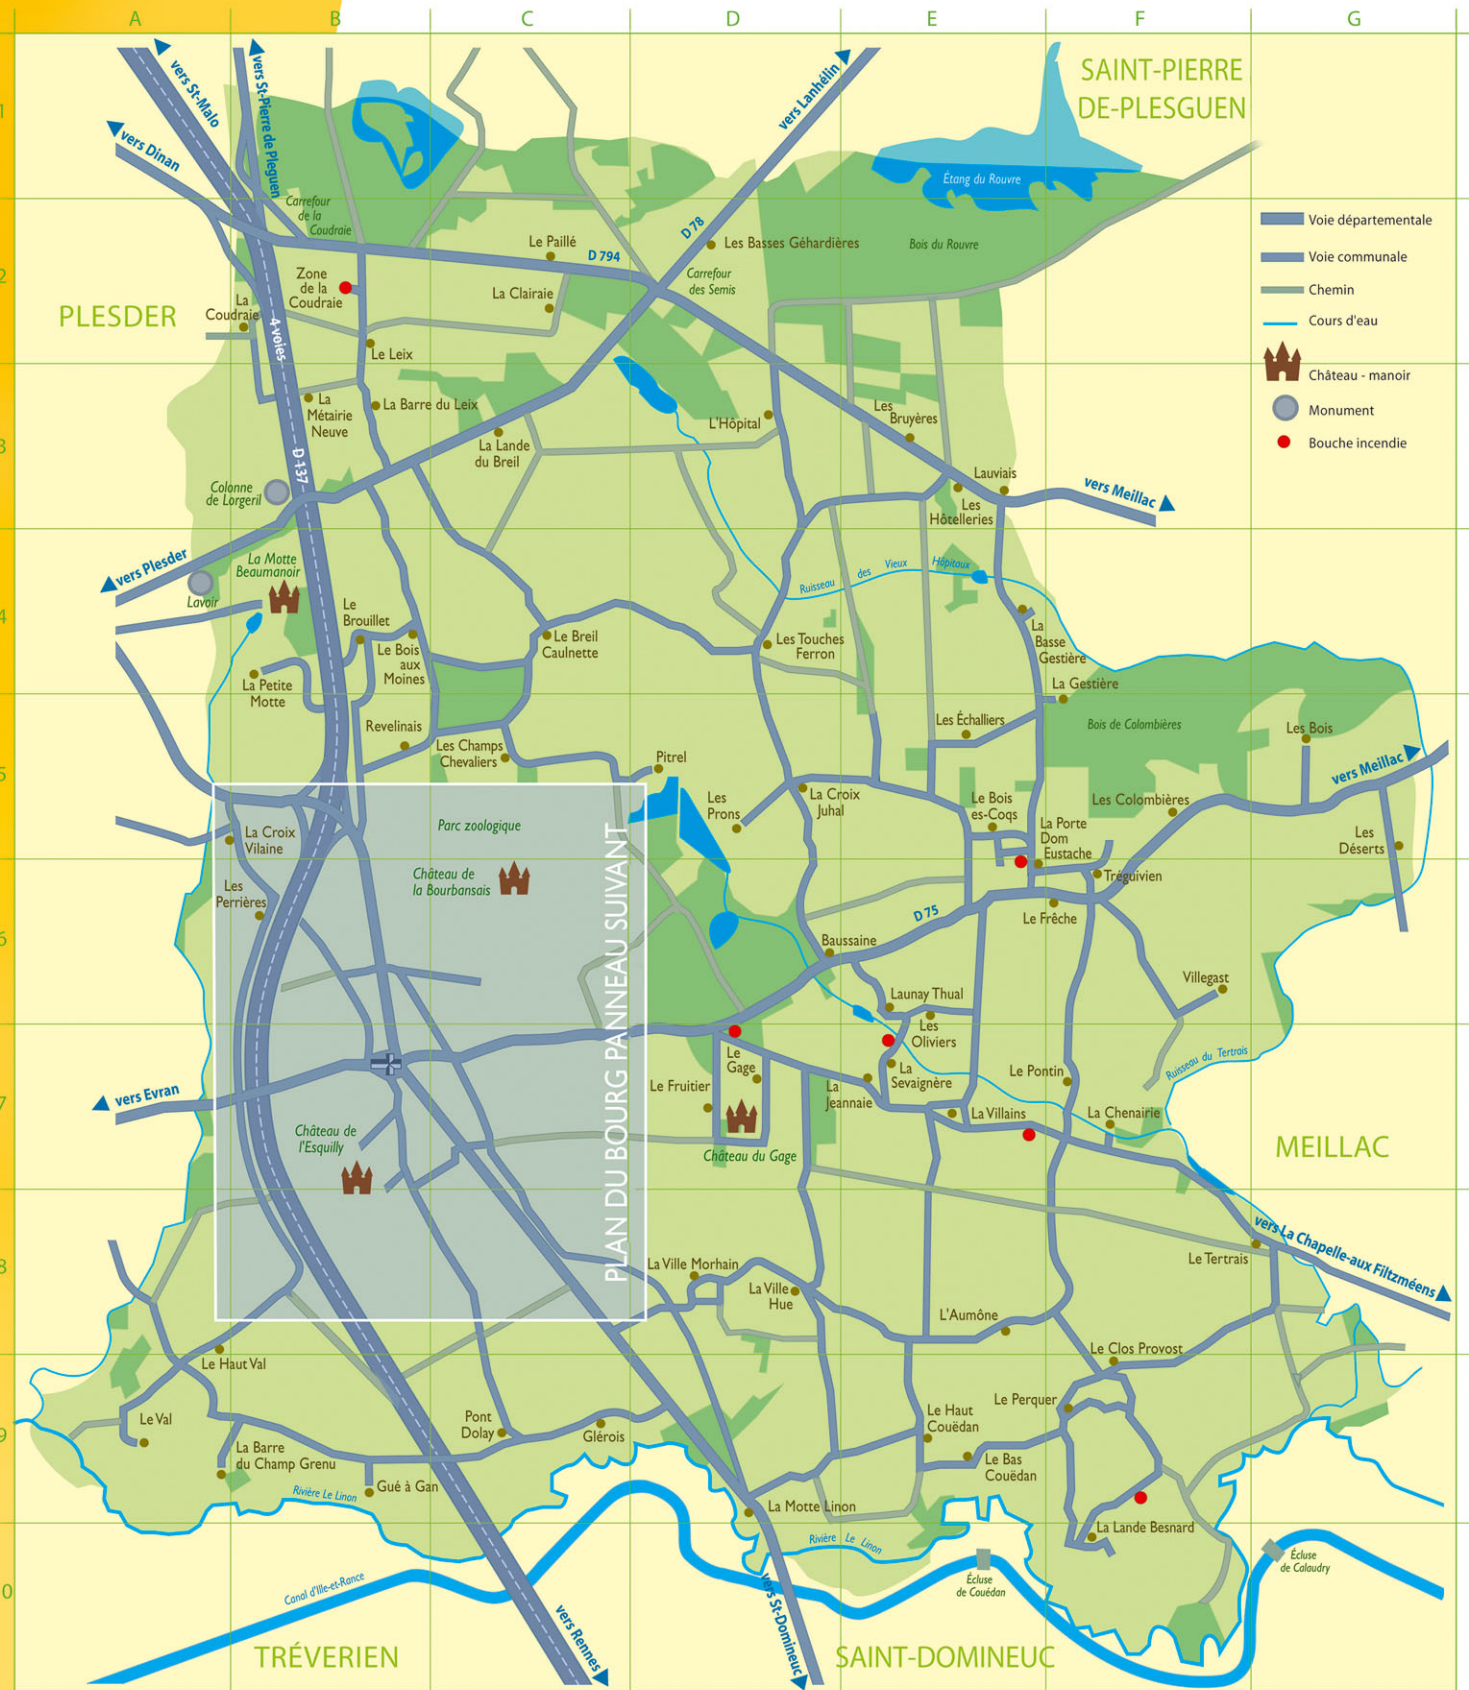 A
B
C
D
E
F
G
1
2
3
4
5
6
7
8
9
0
SAINT-PIERRE
DE-PLESGUEN
vers St-Malo
vers St-Pierre de Pleguen
vers Dinan
vers Lanhélin
Étang du Rouvre
Carrefour
de la
Coudraie
D 78
Le Paillé
D 794
Les Basses Géhardières
Bois du Rouvre
Voie départementale
Voie communale
Chemin
Cours d'eau
Château - manoir
Monument
Bouche incendie
Zone
de la
Coudraie
La Clairaie
Carrefour
des Semis
PLESDER
La
Coudraie
4 voies
Le Leix
La
Métairie
Neuve
La Barre du Leix
La Lande
du Breil
L'Hôpital
Les
Bruyères
D 137
Colonne
de Lorgeril
Lauviais
Les
Hôtelleries
vers Meillac
vers Plesder
La Motte
Beaumanoir
Lavoir
Ruisseau des Vieux Hôpitaux
Le
Brouillet
Le Bois
aux
Moines
Le Breil
Caulnette
Les Touches
Ferron
La
Basse
Gestière
La Petite
Motte
La Gestière
Revelinais
Les Champs
Chevaliers
Les Échalliers
Bois de Colombières
Les Bois
Pitrel
vers Meillac
Les
Prons
La Croix
Juhal
Le Bois
es-Coqs
Les Colombières
La Croix
Vilaine
Parc zoologique
La Porte
Dom
Eustache
Les
Déserts
Château de
la Bourbansais
Les
Perrières
Tréguivien
PLAN DU BOURG PANNEAU SUIVANT
D 75
Le Frêche
Baussaine
Villegast
Launay Thual
Les
Oliviers
Le
Gage
La
Sevaignère
Ruisseau du Tertrais
Le Fruitier
La
Jeannaie
Le Pontin
vers Evran
La Villains
La Chenairie
Château de
l'Esquilly
Château du Gage
MEILLAC
vers La Chapelle-aux Filtzméens
La Ville Morhain
Le Tertrais
La Ville
Hue
L'Aumône
Le Haut Val
Le Clos Provost
Le Perquer
Le Val
Pont
Dolay
Glérois
Le Haut
Couëdan
La Barre
du Champ Grenu
Le Bas
Couëdan
Gué à Gan
Rivière Le Linon
La Motte Linon
La Lande Besnard
Rivière Le Linon
Canal d'Ille-et-Rance
Écluse
de Couëdan
Écluse
de Calaudry
vers Rennes
vers St-Domineuc
TRÉVERIEN
SAINT-DOMINEUC